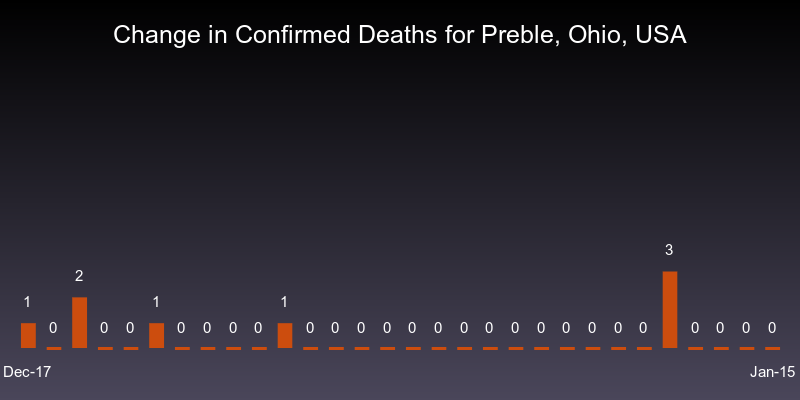 Change in Confirmed Deaths for Preble, Ohio, USA
3
2
1 1 1
0 0 0 0 0 0 0 0 0 0 0 0 0 0 0 0 0 0 0 0 0 0 0 0 0
Dec-17 Jan-15